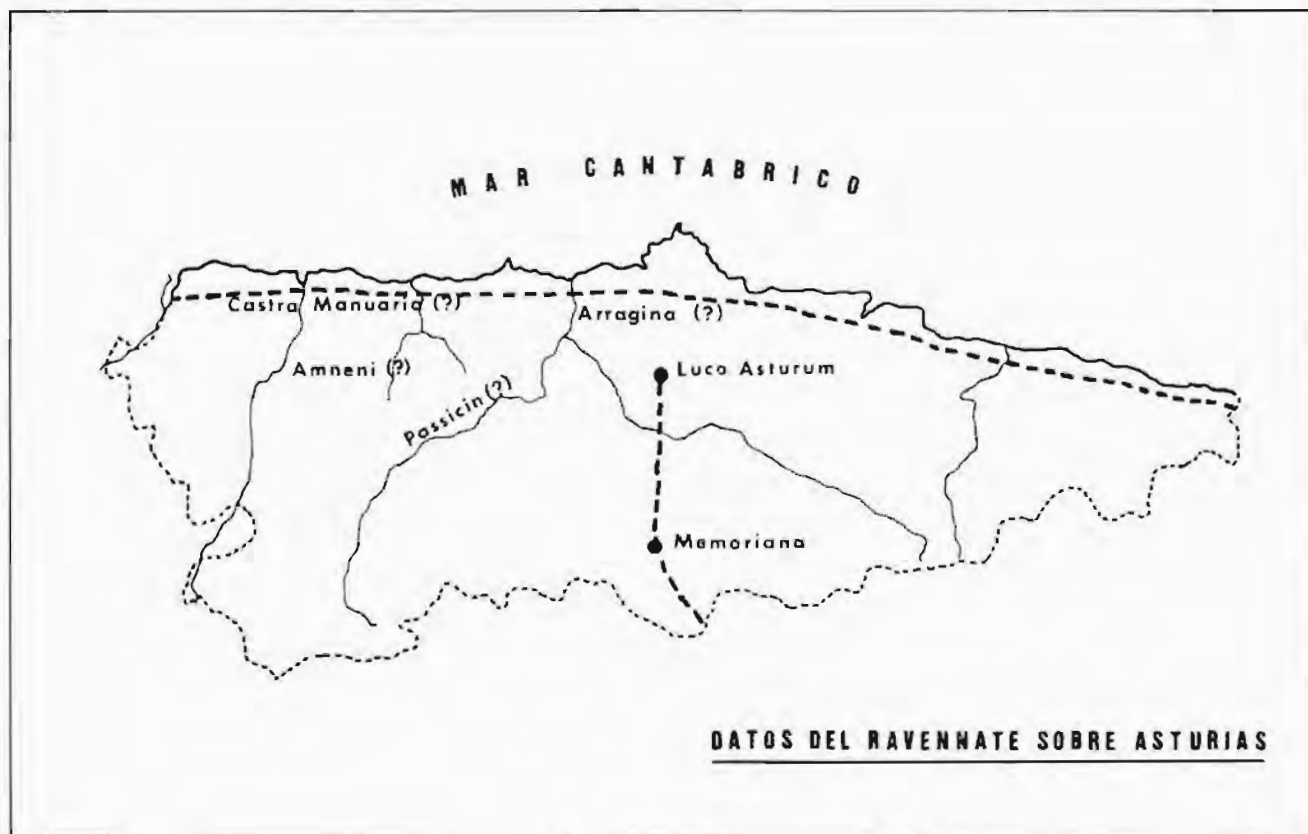 MAR CANTABRICO
Castra Manuaria (?)
Arragina (?)
Amneni (?)
Luco Asturum
Passicin (?)
Memoriana
DATOS DEL RAVENNATE SOBRE ASTURIAS